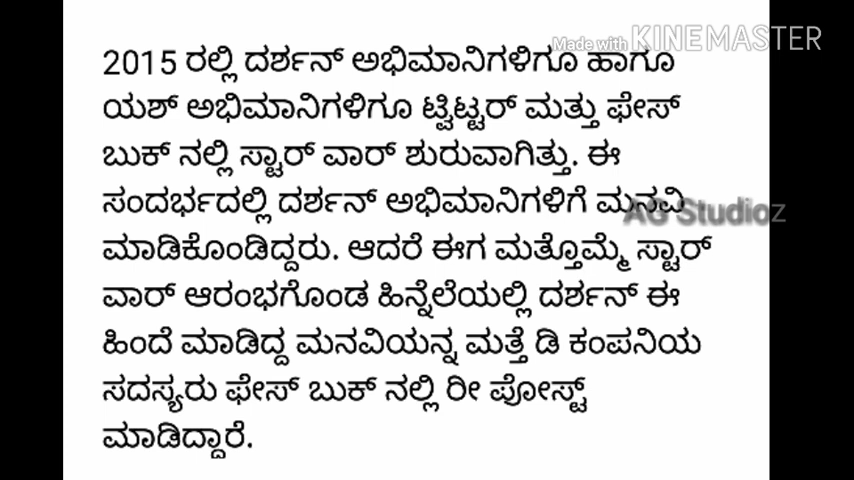 Made with KINEMASTER
2015 ರಲ್ಲಿ ದರ್ಶನ್ ಅಭಿಮಾನಿಗಳಿಗೂ ಹಾಗೂ
ಯಶ್ ಅಭಿಮಾನಿಗಳಿಗೂ ಟ್ವಿಟ್ಟರ್ ಮತ್ತು ಫೇಸ್
ಬುಕ್ ನಲ್ಲಿ ಸ್ಟಾರ್ ವಾರ್ ಶುರುವಾಗಿತ್ತು. ಈ
ಸಂದರ್ಭದಲ್ಲಿ ದರ್ಶನ್ ಅಭಿಮಾನಿಗಳಿಗೆ ಮನವಿ
AG Studioz
ಮಾಡಿಕೊಂಡಿದ್ದರು. ಆದರೆ ಈಗ ಮತ್ತೊಮ್ಮೆ ಸ್ಟಾರ್
ವಾರ್ ಆರಂಭಗೊಂಡ ಹಿನ್ನೆಲೆಯಲ್ಲಿ ದರ್ಶನ್ ಈ
ಹಿಂದೆ ಮಾಡಿದ್ದ ಮನವಿಯನ್ನ ಮತ್ತೆ ಡಿ ಕಂಪನಿಯ
ಸದಸ್ಯರು ಫೇಸ್ ಬುಕ್ ನಲ್ಲಿ ರೀ ಪೋಸ್ಟ್
ಮಾಡಿದ್ದಾರೆ.